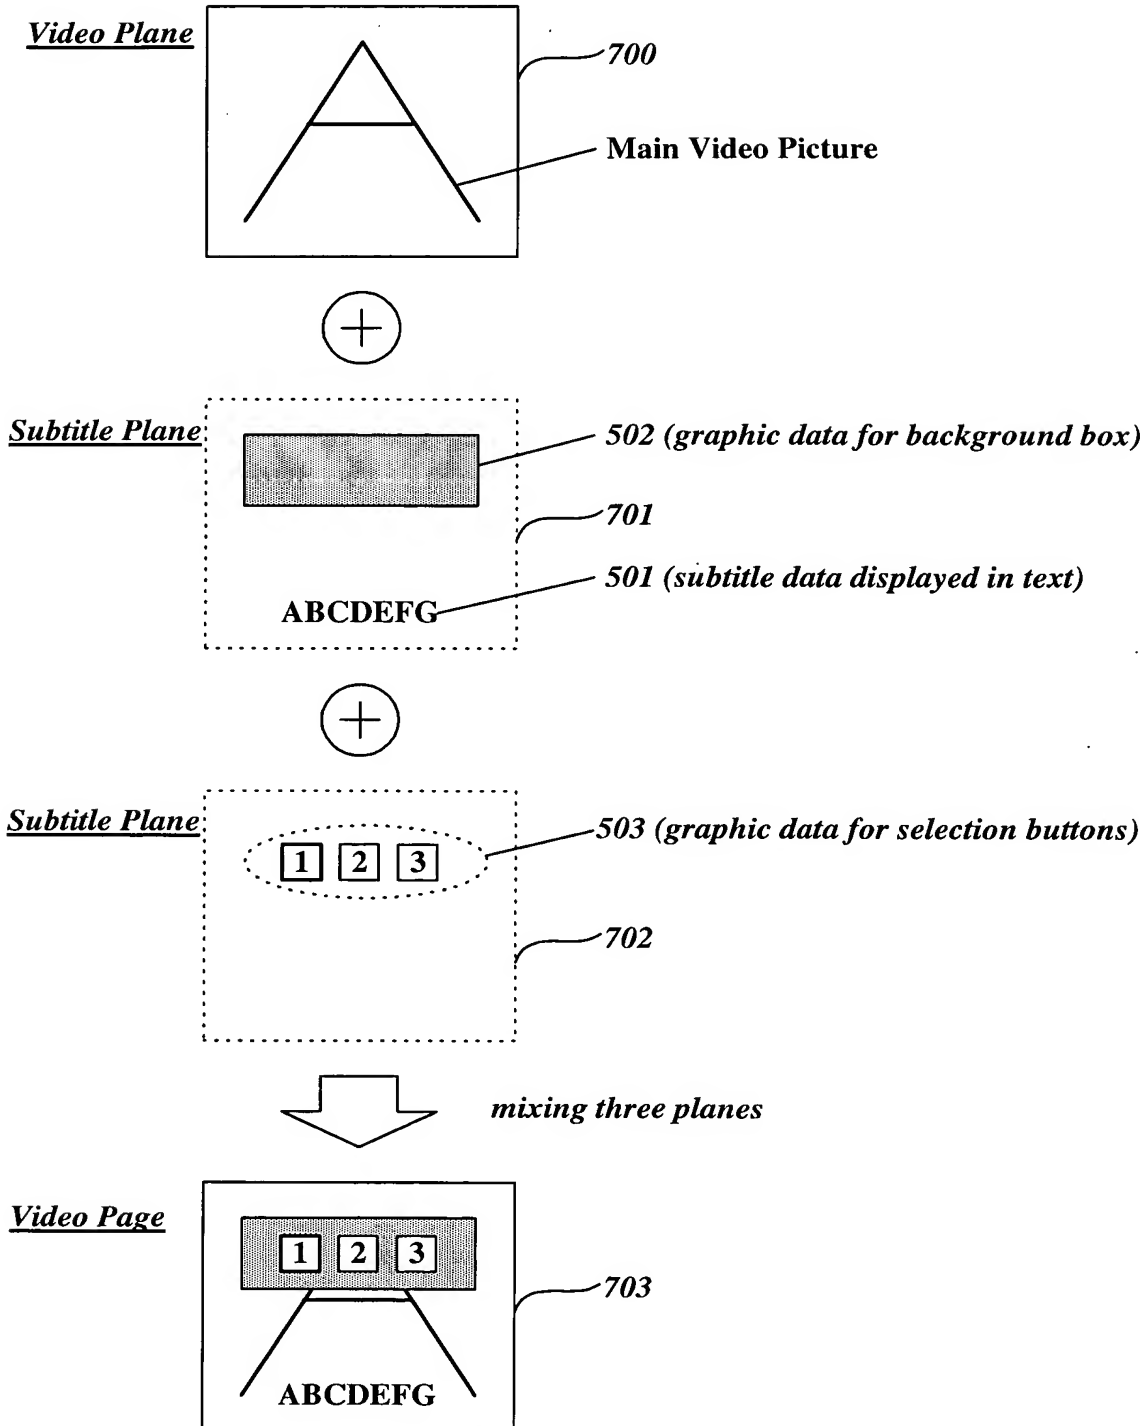 Video Plane
700
Main Video Picture
Subtitle Plane
502 (graphic data for background box)
701
501 (subtitle data displayed in text)
ABCDEFG
Subtitle Plane
503 (graphic data for selection buttons)
1 2 3
702
mixing three planes
Video Page
1 2 3
703
ABCDEFG